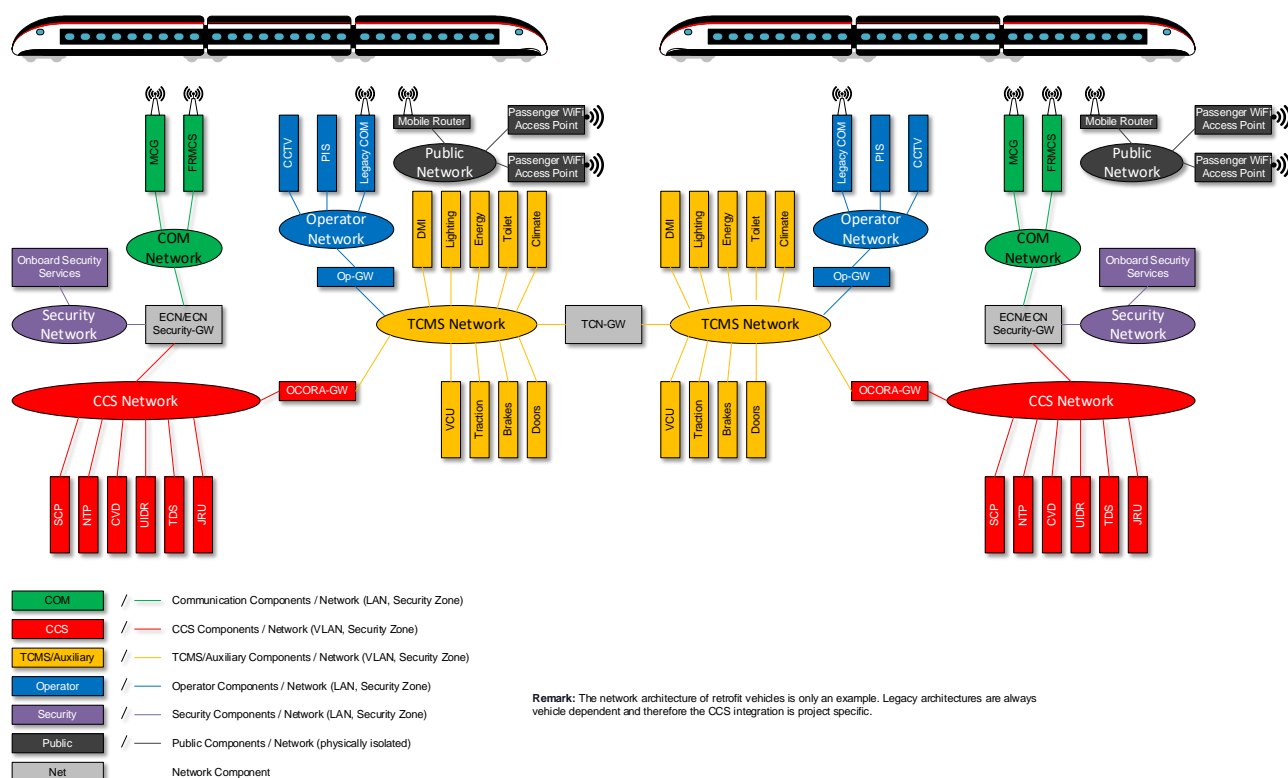 MCG
FRMCS
CCTV
PIS
Legacy COM
Mobile Router
Passenger WiFi
Access Point
Public
Network
Passenger WiFi
Access Point
Legacy COM
PIS
CCTV
MCG
FRMCS
Mobile Router
Passenger WiFi
Access Point
Public
Network
Passenger WiFi
Access Point
COM
Network
Operator
Network
DMI
Lighting
Energy
Toilet
Climate
DMI
Lighting
Energy
Toilet
Climate
Operator
Network
COM
Network
Onboard Security
Services
Op-GW
Op-GW
Onboard Security
Services
Security
Network
ECN/ECN
Security-GW
TCMS Network
TCN-GW
TCMS Network
ECN/ECN
Security-GW
Security
Network
CCS Network
OCORA-GW
VCU
Traction
Brakes
Doors
VCU
Traction
Brakes
Doors
OCORA-GW
CCS Network
SCP
NTP
CVD
UIDR
TDS
JRU
SCP
NTP
CVD
UIDR
TDS
JRU
COM / Communication Components / Network (LAN, Security Zone)
CCS / CCS Components / Network (VLAN, Security Zone)
TCMS/Auxiliary / TCMS/Auxiliary Components / Network (VLAN, Security Zone)
Operator / Operator Components / Network (LAN, Security Zone)
Security / Security Components / Network (LAN, Security Zone)
Public / Public Components / Network (physically isolated)
Net Network Component
Remark: The network architecture of retrofit vehicles is only an example. Legacy architectures are always
vehicle dependent and therefore the CCS integration is project specific.